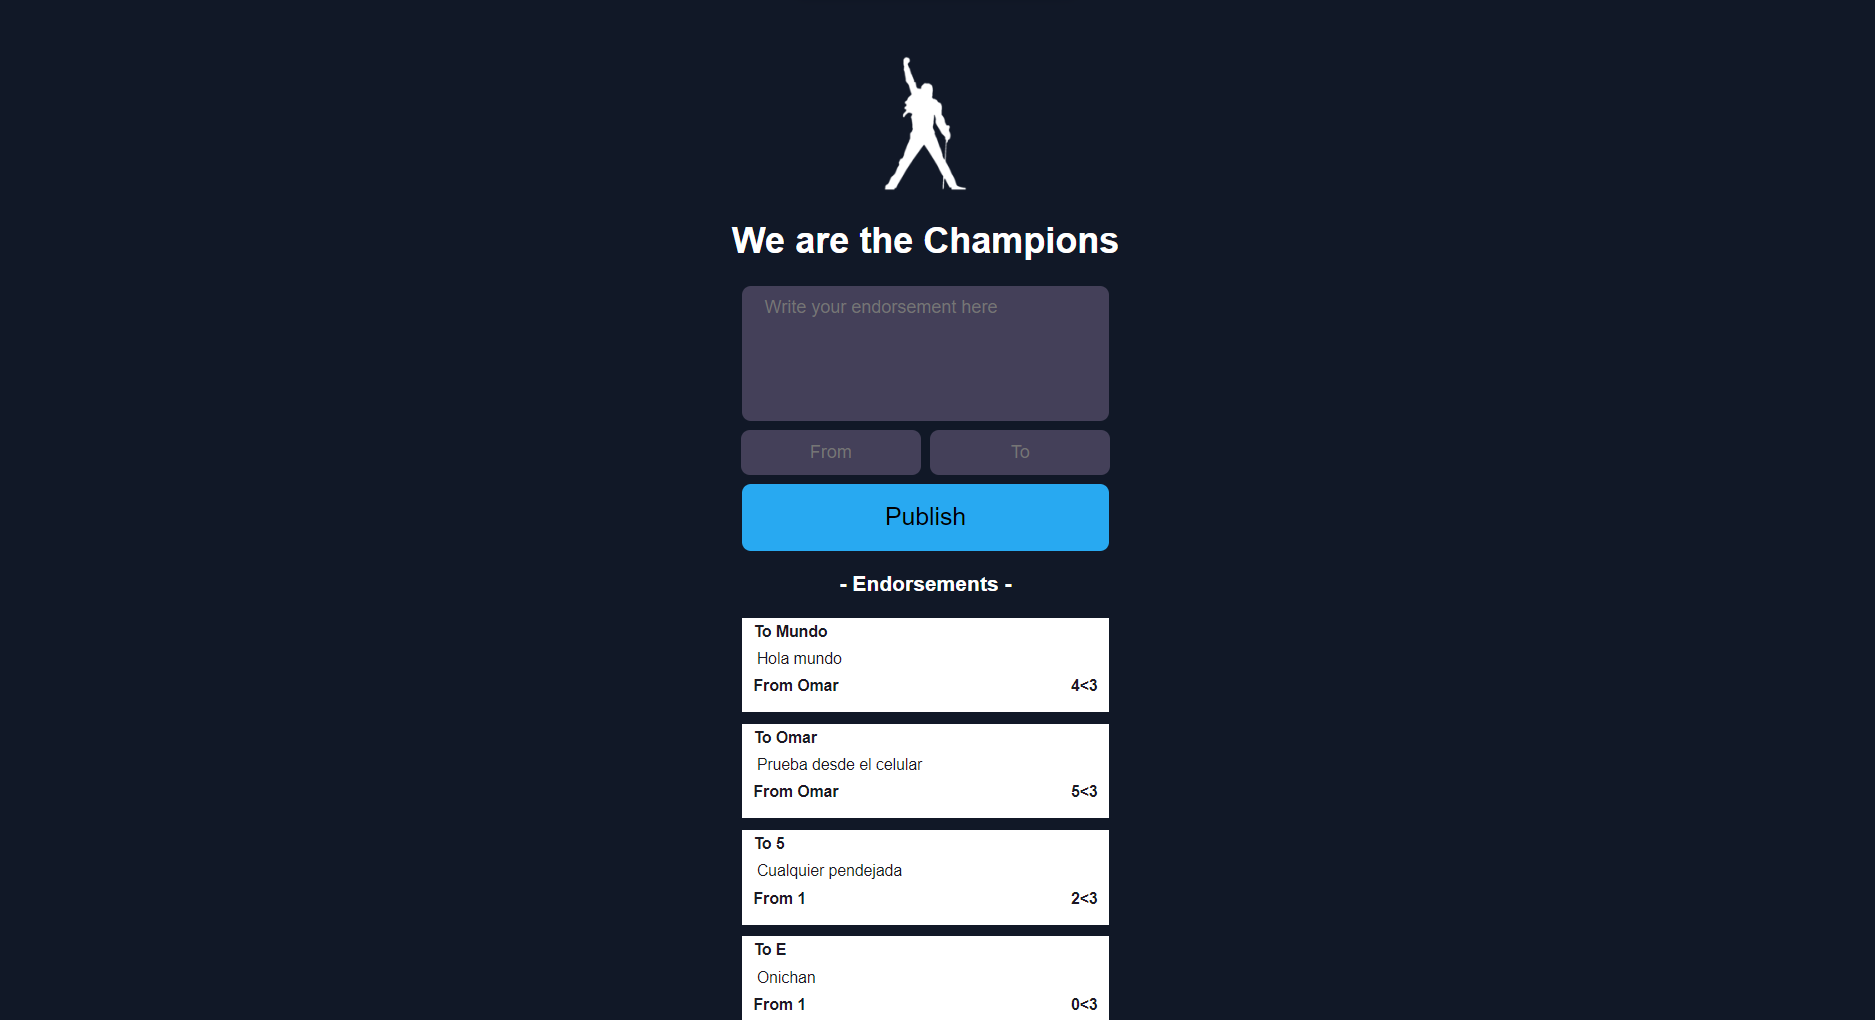 We are the Champions
Write your endorsement here
From
To
Publish
- Endorsements -
To Mundo
Hola mundo
From Omar
4<3
To Omar
Prueba desde el celular
From Omar
5<3
To 5
Cualquier pendejada
From 1
2<3
To E
Onichan
From 1
0<3